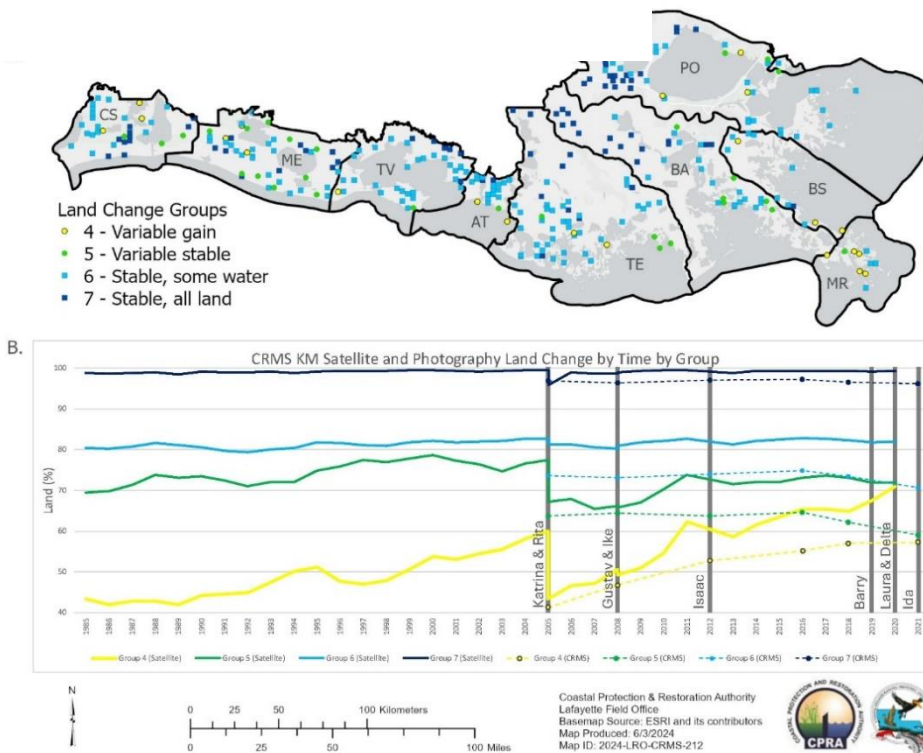 PO
CS
ME
TV
BA
BS
AT
TE
MR
Land Change Groups
4 - Variable gain
5 - Variable stable
6 - Stable, some water
7 - Stable, all land
B.
CRMS KM Satellite and Photography Land Change by Time by Group
Land (%)
100
90
80
70
60
50
40
Katrina & Rita
Gustav & Ike
Isaac
Barry
Laura & Delta
Ida
1985 1986 1987 1988 1989 1990 1991 1992 1993 1994 1995 1996 1997 1998 1999 2000 2001 2002 2003 2004 2005 2006 2007 2008 2009 2010 2011 2012 2013 2014 2015 2016 2017 2018 2019 2020 2021
Group 4 (Satellite) Group 5 (Satellite) Group 6 (Satellite) Group 7 (Satellite) Group 4 (CRMS) Group 5 (CRMS) Group 6 (CRMS) Group 7 (CRMS)
N
0 25 50 100 Kilometers
0 25 50 100 Miles
Coastal Protection & Restoration Authority
Lafayette Field Office
Basemap Source: ESRI and its contributors
Map Produced: 6/3/2024
Map ID: 2024-LRO-CRMS-212
COASTAL PROTECTION AND RESTORATION AUTHORITY
CPRA